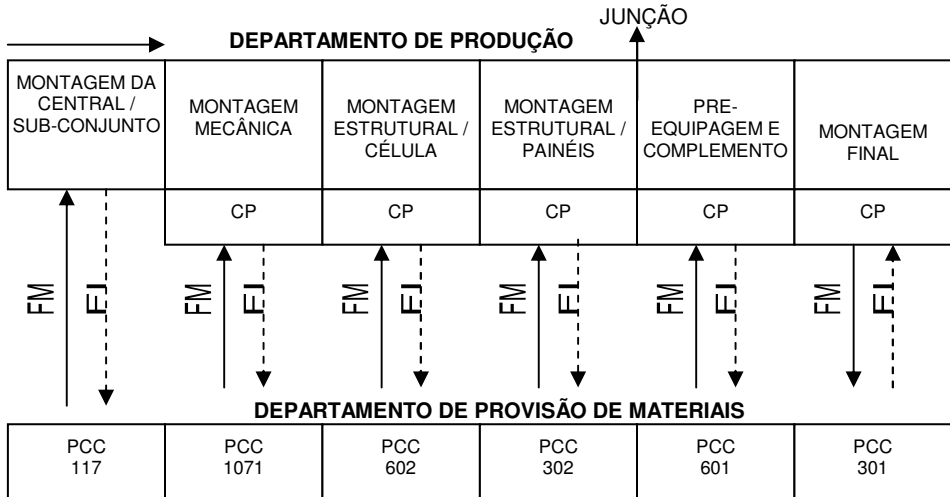 JUNÇÃO
DEPARTAMENTO DE PRODUÇÃO
MONTAGEM DA
CENTRAL /
SUB-CONJUNTO
MONTAGEM
MECÂNICA
MONTAGEM
ESTRUTURAL /
CÉLULA
MONTAGEM
ESTRUTURAL /
PAINÉIS
PRE-
EQUIPAGEM E
COMPLEMENTO
MONTAGEM
FINAL
CP
CP
CP
CP
CP
FM
FI
FM
FI
FM
FI
FM
FI
FM
FI
FM
FI
DEPARTAMENTO DE PROVISÃO DE MATERIAIS
PCC
117
PCC
1071
PCC
602
PCC
302
PCC
601
PCC
301